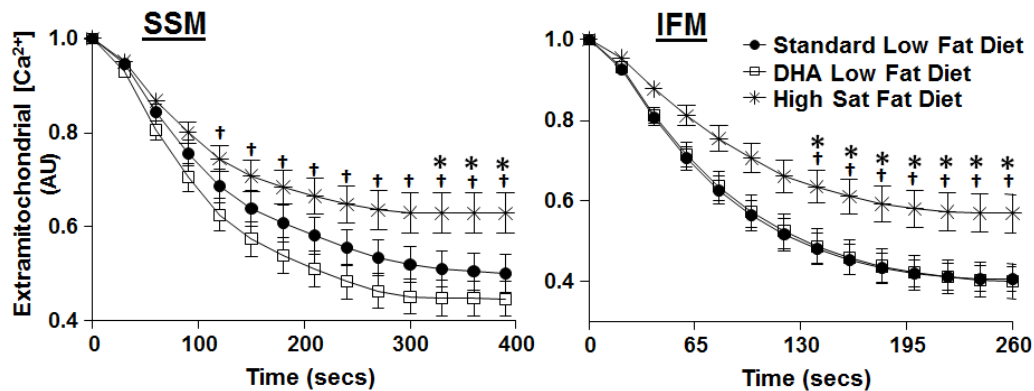 SSM
IFM
Extramitochondrial [Ca²⁺]
(AU)
1.0
0.8
0.6
0.4
† † † † † † † † † †
* * *
0 100 200 300 400
Time (secs)
1.0
0.8
0.6
0.4
Standard Low Fat Diet
DHA Low Fat Diet
High Sat Fat Diet
* * * * * * *
† † † † † † †
0 65 130 195 260
Time (secs)